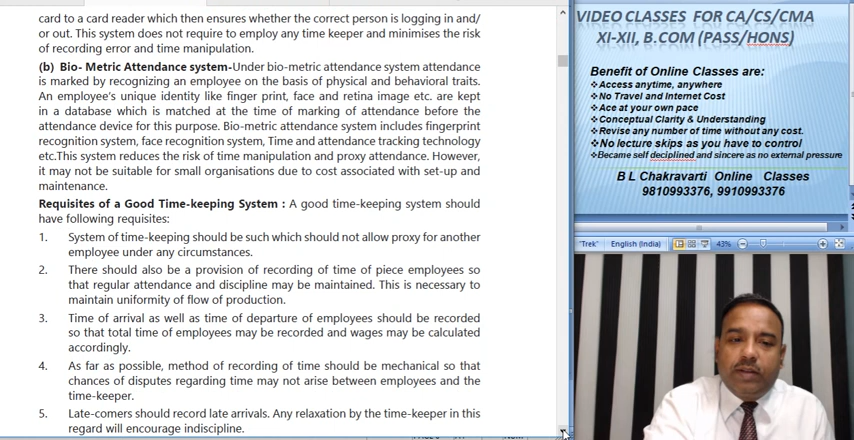 card to a card reader which then ensures whether the correct person is logging in and/
or out. This system does not require to employ any time keeper and minimises the risk
of recording error and time manipulation.
(b) Bio- Metric Attendance system-Under bio-metric attendance system attendance
is marked by recognizing an employee on the basis of physical and behavioral traits.
An employee's unique identity like finger print, face and retina image etc. are kept
in a database which is matched at the time of marking of attendance before the
attendance device for this purpose. Bio-metric attendance system includes fingerprint
recognition system, face recognition system, Time and attendance tracking technology
etc.This system reduces the risk of time manipulation and proxy attendance. However,
it may not be suitable for small organisations due to cost associated with set-up and
maintenance.
Requisites of a Good Time-keeping System : A good time-keeping system should
have following requisites:
1. System of time-keeping should be such which should not allow proxy for another
employee under any circumstances.
2. There should also be a provision of recording of time of piece employees so
that regular attendance and discipline may be maintained. This is necessary to
maintain uniformity of flow of production.
3. Time of arrival as well as time of departure of employees should be recorded
so that total time of employees may be recorded and wages may be calculated
accordingly.
4. As far as possible, method of recording of time should be mechanical so that
chances of disputes regarding time may not arise between employees and the
time-keeper.
5. Late-comers should record late arrivals. Any relaxation by the time-keeper in this
regard will encourage indiscipline.
VIDEO CLASSES FOR CA/CS/CMA
XI-XII, B.COM (PASS/HONS)
Benefit of Online Classes are:
❖Access anytime, anywhere
❖No Travel and Internet Cost
❖Ace at your own pace
❖Conceptual Clarity & Understanding
❖Revise any number of time without any cost.
❖No lecture skips as you have to control
❖Became self deciplined and sincere as no external pressure
B L Chakravarti Online Classes
9810993376, 9910993376
"Trek" English (India) 43%